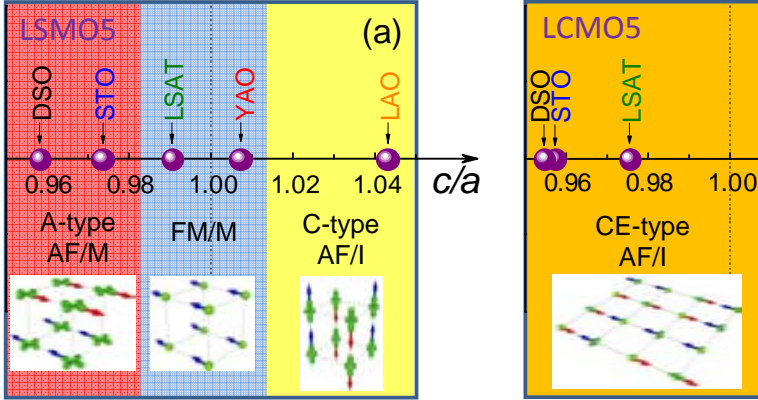 LSMO5
(a)
DSO
STO
LSAT
YAO
LAO
0.96 0.98 1.00 1.02 1.04 c/a
A-type
AF/M
FM/M
C-type
AF/I
LCMO5
DSO
STO
LSAT
0.96 0.98 1.00
CE-type
AF/I